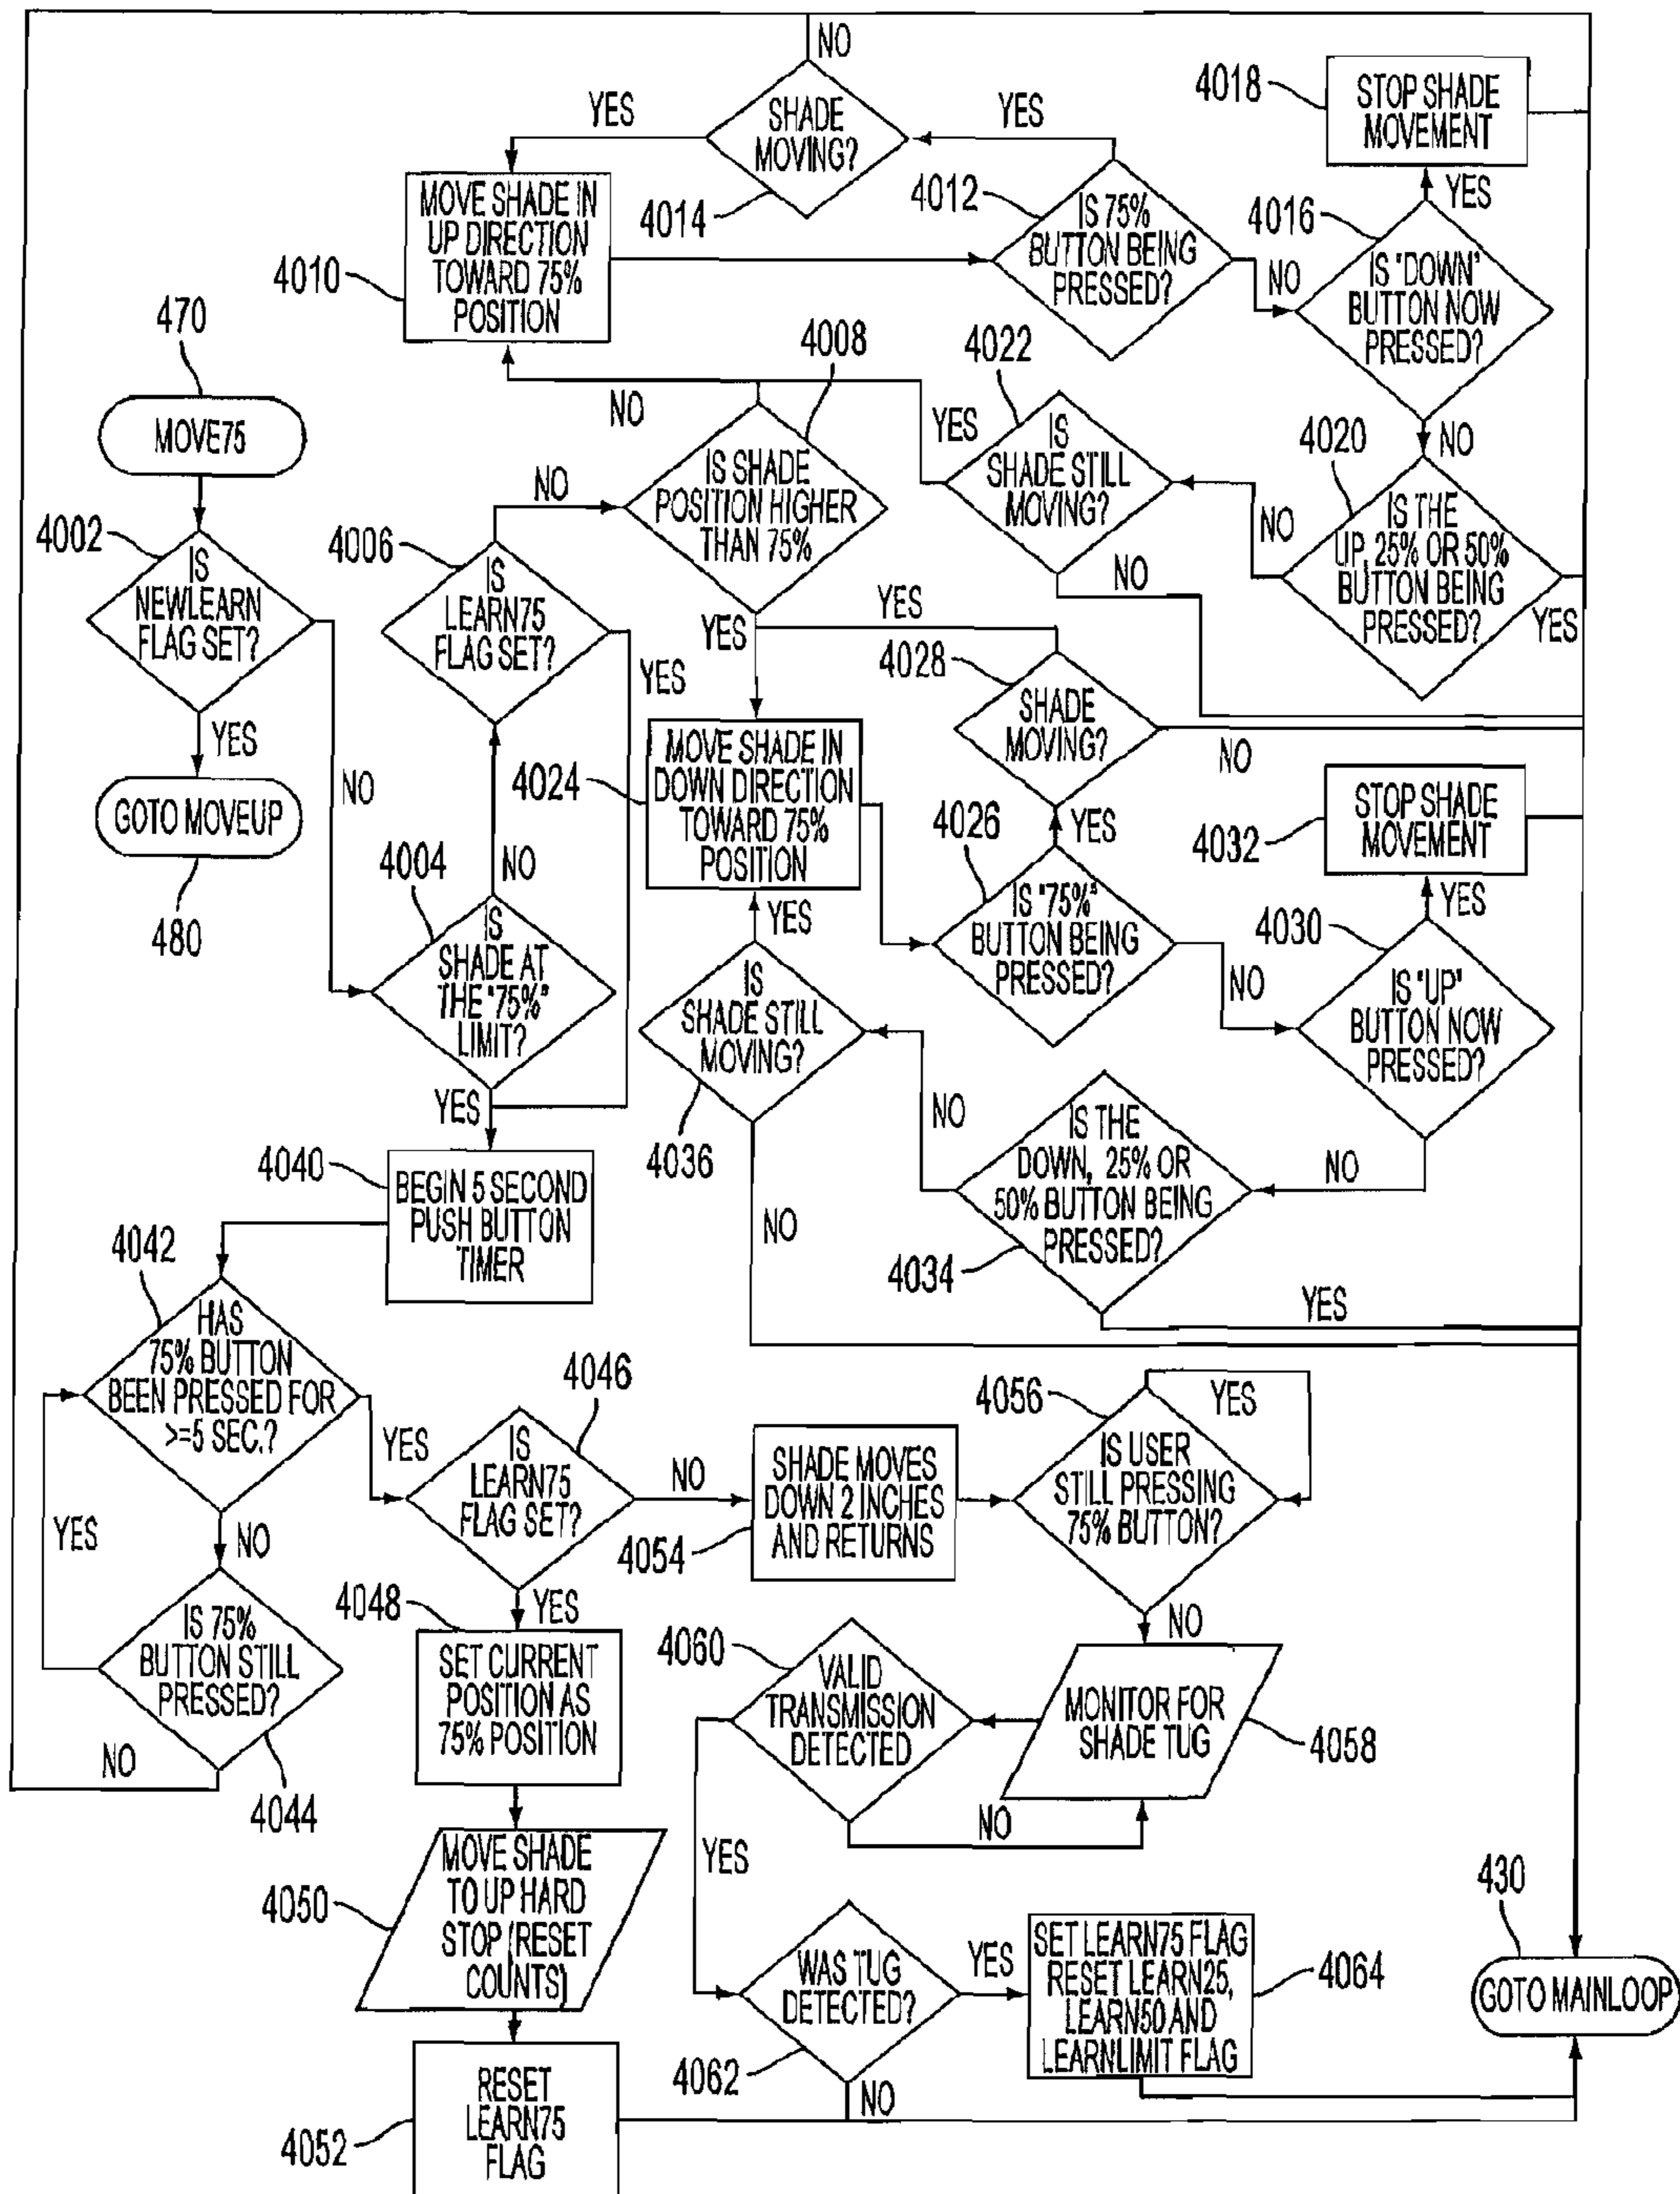 NO
4018
STOP SHADE
MOVEMENT
YES
SHADE
MOVING?
4014
YES
MOVE SHADE IN
UP DIRECTION
TOWARD 75%
POSITION
4010
4012
IS 75%
BUTTON BEING
PRESSED?
NO
4016
YES
IS "DOWN"
BUTTON NOW
PRESSED?
NO
470
MOVE75
4008
NO
IS SHADE
POSITION HIGHER
THAN 75%
YES
4022
YES
IS
SHADE STILL
MOVING?
NO
4020
NO
IS THE
UP, 25% OR 50%
BUTTON BEING
PRESSED?
YES
4002
IS
NEWLEARN
FLAG SET?
YES
NO
GOTO MOVEUP
480
4006
NO
IS
LEARN75
FLAG SET?
YES
4004
NO
IS
SHADE AT
THE "75%"
LIMIT?
YES
4028
YES
SHADE
MOVING?
NO
4024
MOVE SHADE IN
DOWN DIRECTION
TOWARD 75%
POSITION
4026
YES
IS "75%"
BUTTON BEING
PRESSED?
NO
4032
STOP SHADE
MOVEMENT
4030
YES
IS "UP"
BUTTON NOW
PRESSED?
NO
YES
IS
SHADE STILL
MOVING?
4036
NO
NO
IS THE
DOWN, 25% OR
50% BUTTON BEING
PRESSED?
4034
YES
4040
BEGIN 5 SECOND
PUSH BUTTON
TIMER
4042
HAS
75% BUTTON
BEEN PRESSED FOR
>=5 SEC.?
YES
NO
YES
IS 75%
BUTTON STILL
PRESSED?
NO
4044
4046
IS
LEARN75
FLAG SET?
NO
YES
4048
SET CURRENT
POSITION AS
75% POSITION
4050
MOVE SHADE
TO UP HARD
STOP (RESET
COUNTS)
4052
RESET
LEARN75
FLAG
SHADE MOVES
DOWN 2 INCHES
AND RETURNS
4054
4056
YES
IS USER
STILL PRESSING
75% BUTTON?
NO
MONITOR FOR
SHADE TUG
4058
4060
VALID
TRANSMISSION
DETECTED
NO
YES
WAS TUG
DETECTED?
4062
YES
NO
SET LEARN75 FLAG
RESET LEARN25,
LEARN50 AND
LEARNLIMIT FLAG
4064
430
GOTO MAINLOOP
YES